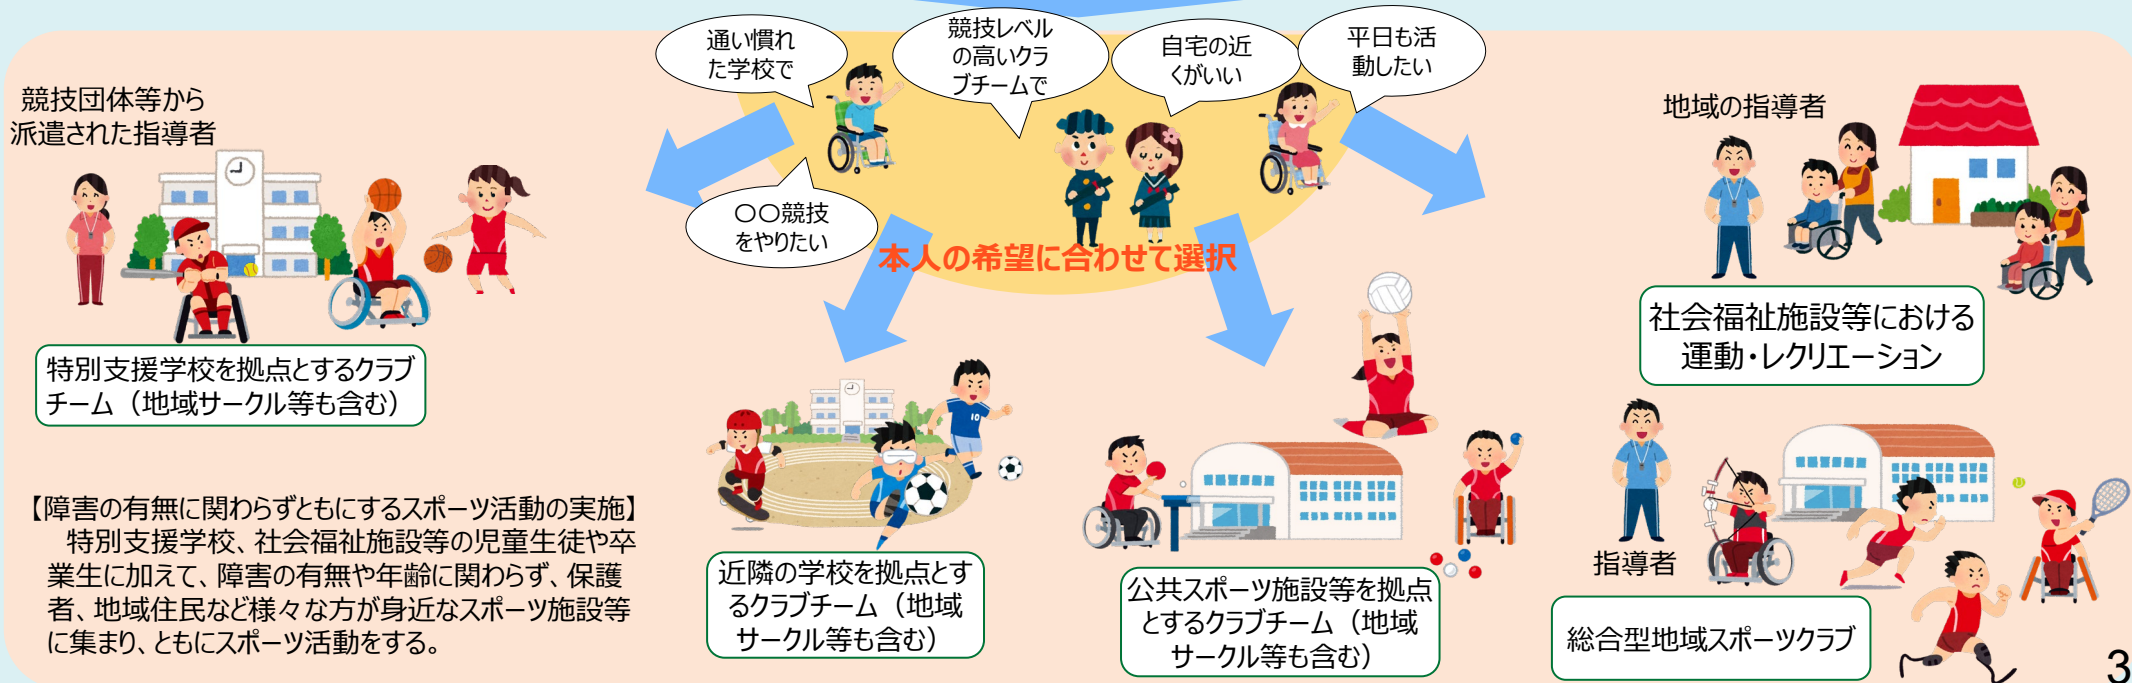 通い慣れ
た学校で
競技レベル
の高いクラ
ブチームで
自宅の近
くがいい
平日も活
動したい
〇〇競技
をやりたい
本人の希望に合わせて選択
競技団体等から
派遣された指導者
特別支援学校を拠点とするクラブ
チーム（地域サークル等も含む）
地域の指導者
社会福祉施設等における
運動・レクリエーション
【障害の有無に関わらずともにするスポーツ活動の実施】
特別支援学校、社会福祉施設等の児童生徒や卒
業生に加えて、障害の有無や年齢に関わらず、保護
者、地域住民など様々な方が身近なスポーツ施設等
に集まり、ともにスポーツ活動をする。
10
近隣の学校を拠点とす
るクラブチーム（地域
サークル等も含む）
公共スポーツ施設等を拠点
とするクラブチーム（地域
サークル等も含む）
指導者
総合型地域スポーツクラブ
3